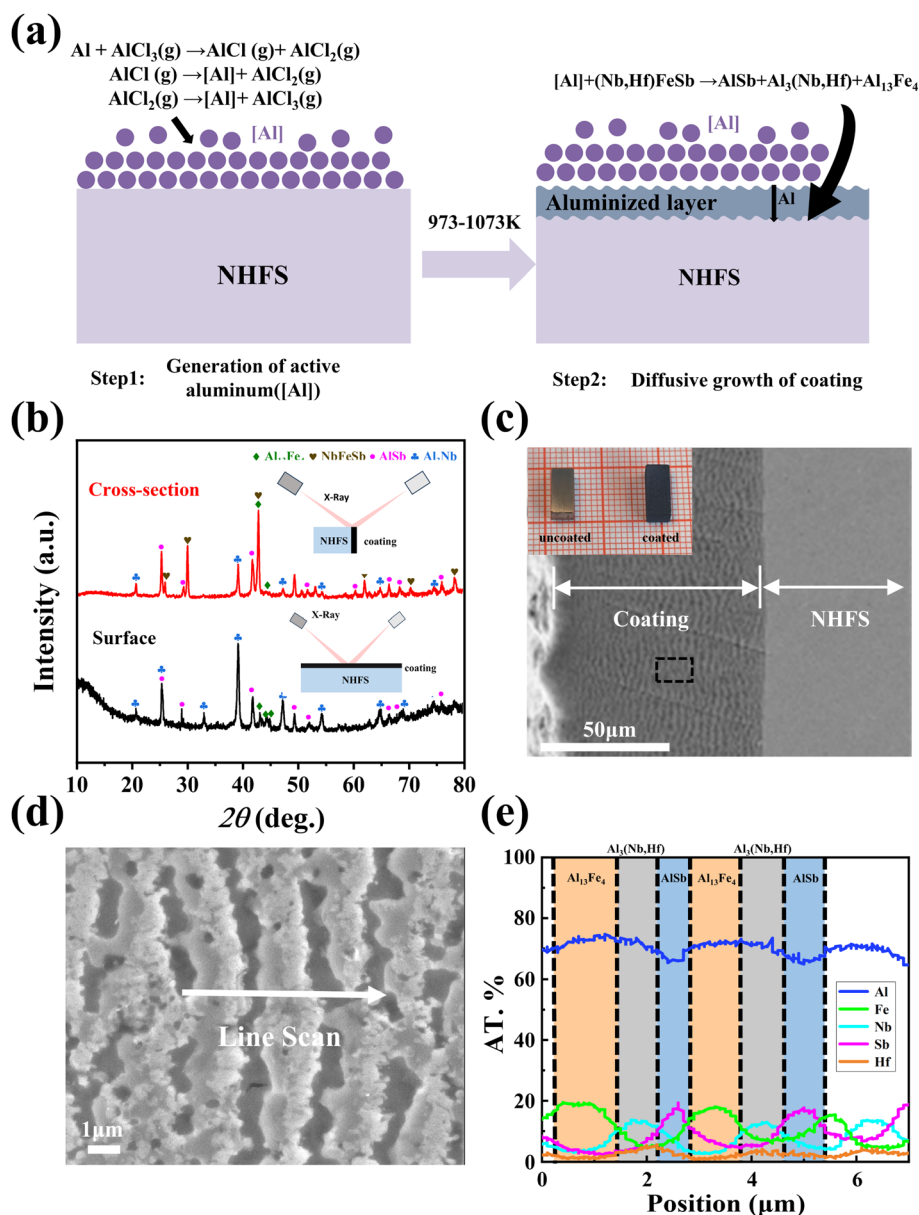 (a)
Al + AlCl₃(g) →AlCl (g)+ AlCl₂(g)
AlCl (g)→[Al]+ AlCl₂(g)
AlCl₂(g)→[Al]+ AlCl₃(g)
[Al]
NHFS
Step1: Generation of active
aluminum([Al])
973-1073K
[Al]+(Nb,Hf)FeSb →AlSb+Al₃(Nb,Hf)+Al₁₃Fe₄
[Al]
Aluminized layer
Al
NHFS
Step2: Diffusive growth of coating
(b)
NbFeSb
AlSb
Cross-section
X-Ray
NHFS
coating
Surface
X-Ray
coating
NHFS
Intensity (a.u.)
10 20 30 40 50 60 70 80
2θ (deg.)
(c)
uncoated
coated
Coating
NHFS
50μm
(d)
Line Scan
1μm
(e)
Al₃(Nb,Hf) Al₃(Nb,Hf)
Al₁₃Fe₄ AlSb Al₁₃Fe₄ AlSb
100
80
60
40
20
0
AT. %
Al
Fe
Nb
Sb
Hf
0 2 4 6
Position (μm)